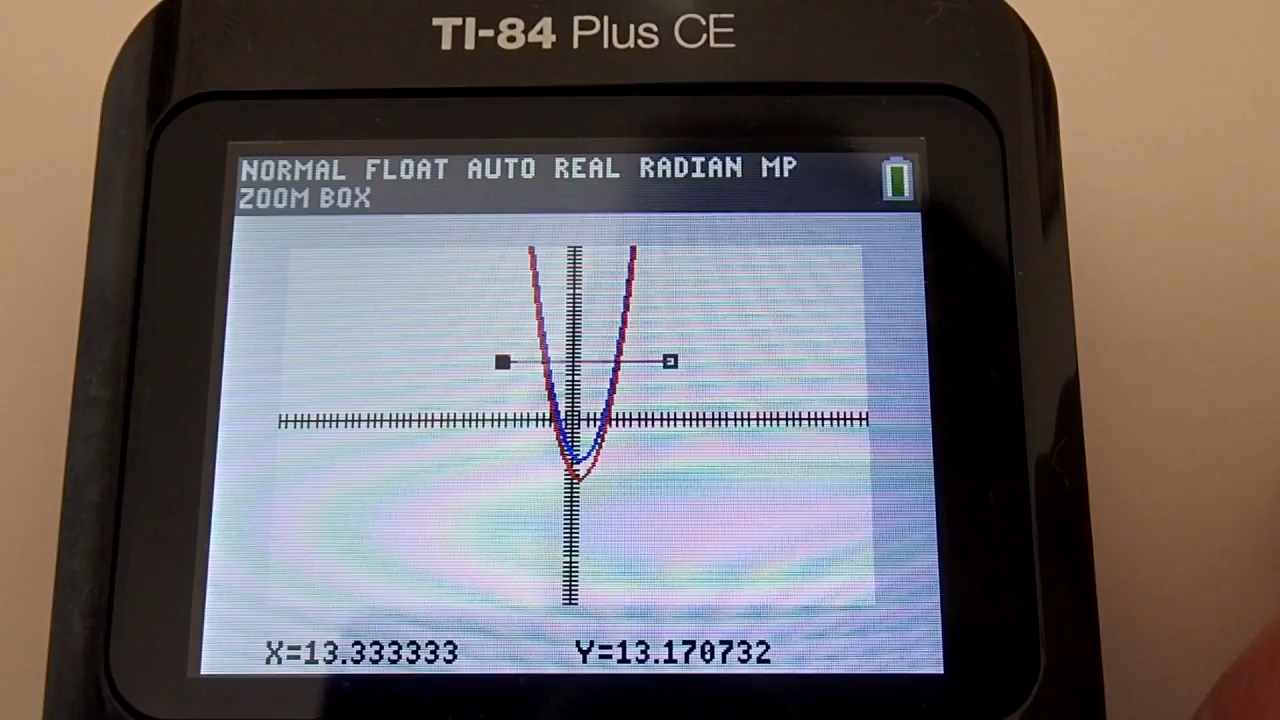 TI-84 Plus CE
NORMAL FLOAT AUTO REAL RADIAN MP
ZOOM BOX
X=13.333333 Y=13.170732